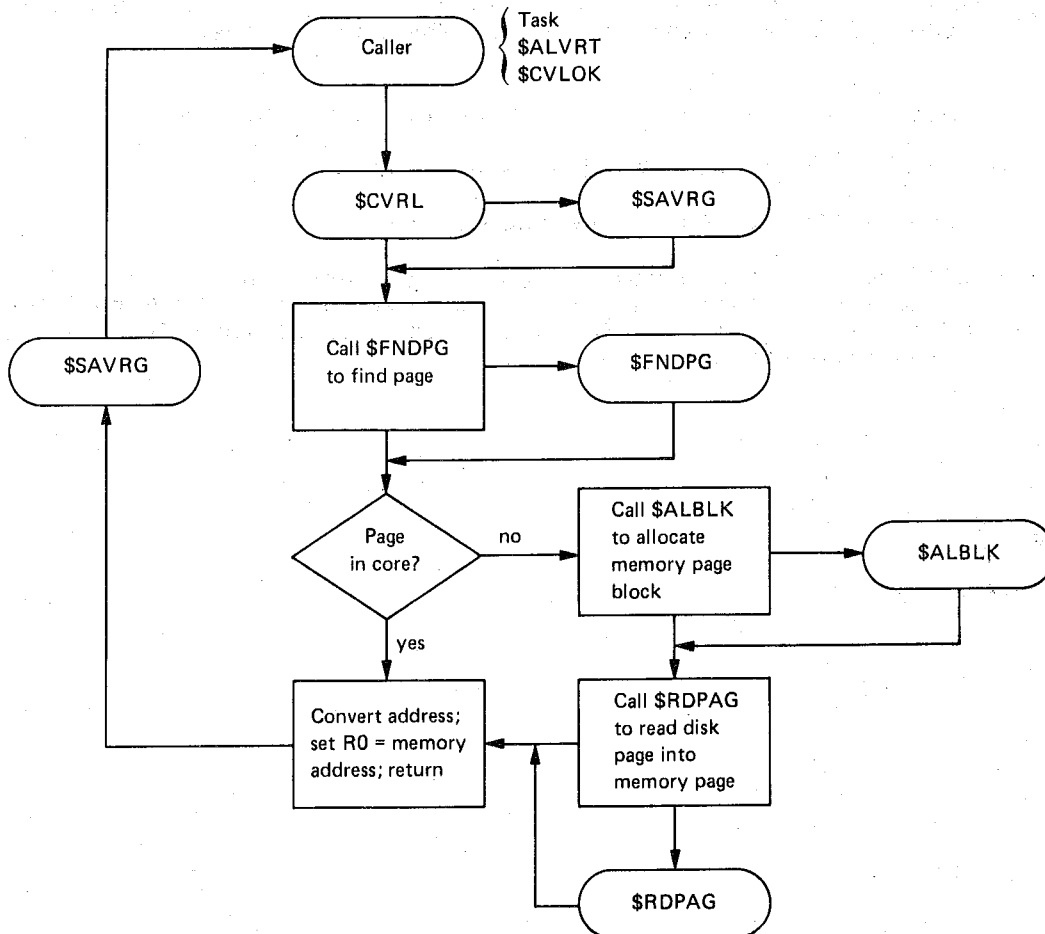 Caller
Task
$ALVRT
$CVLOK
$CVRL
$SAVRG
Call $FNDPG
to find page
$FNDPG
$SAVRG
Page
in core?
no
Call $ALBLK
to allocate
memory page
block
$ALBLK
yes
Convert address;
set R0 = memory
address; return
Call $RDPAG
to read disk
page into
memory page
$RDPAG